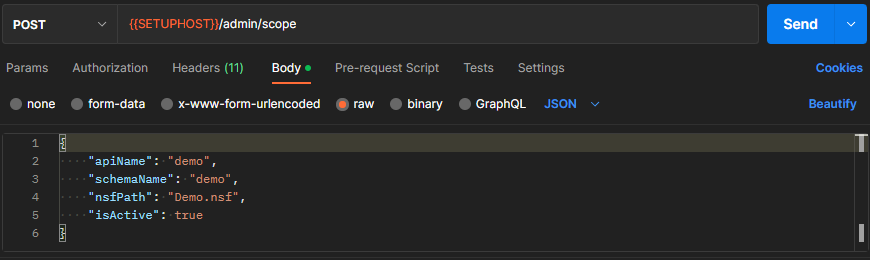 POST {{SETUPHOST}}/admin/scope Send
Params Authorization Headers (11) Body Pre-request Script Tests Settings Cookies
none form-data x-www-form-urlencoded raw binary GraphQL JSON Beautify
1 {
2 "apiName": "demo",
3 "schemaName": "demo",
4 "nsfPath": "Demo.nsf",
5 "isActive": true
6 }